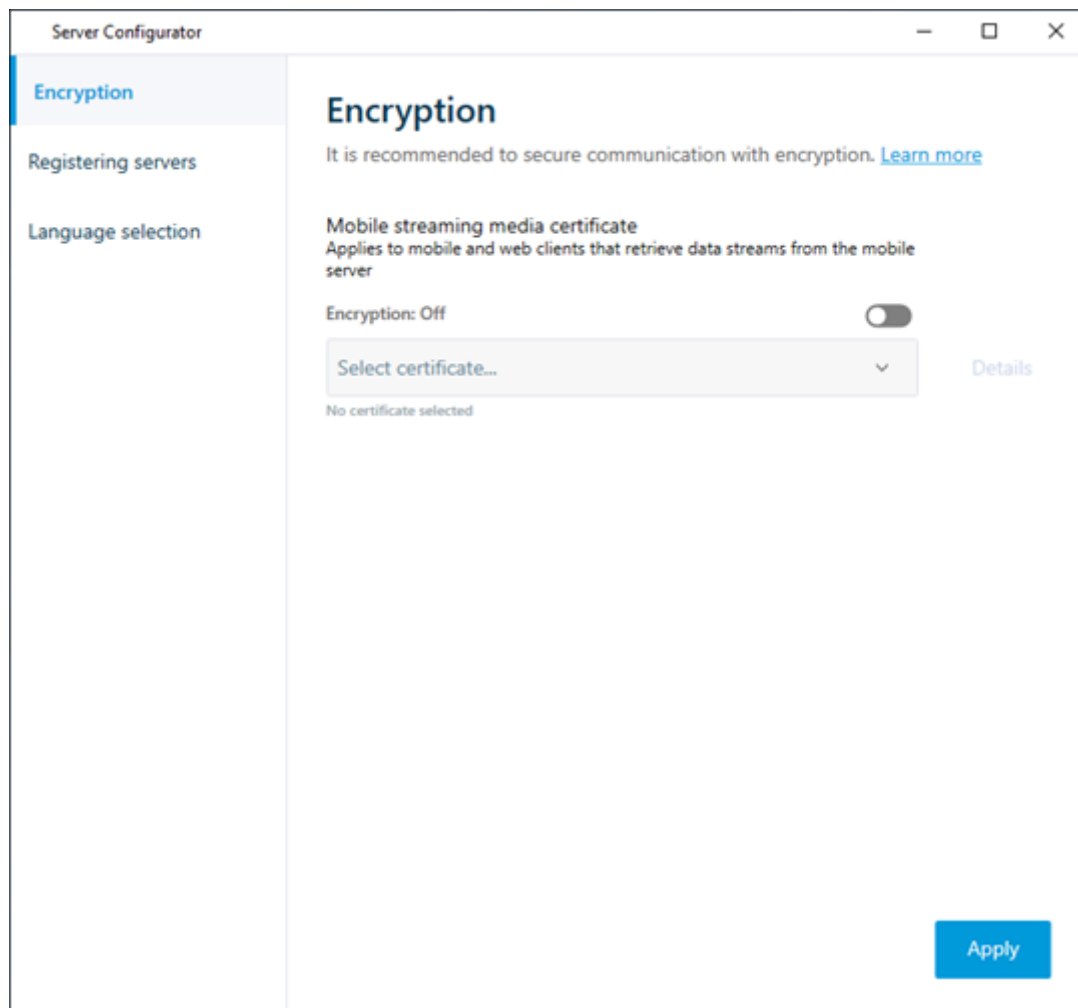 Server Configurator
Encryption
Registering servers
Language selection
Encryption
It is recommended to secure communication with encryption. Learn more
Mobile streaming media certificate
Applies to mobile and web clients that retrieve data streams from the mobile
server
Encryption: Off
Select certificate...
Details
No certificate selected
Apply